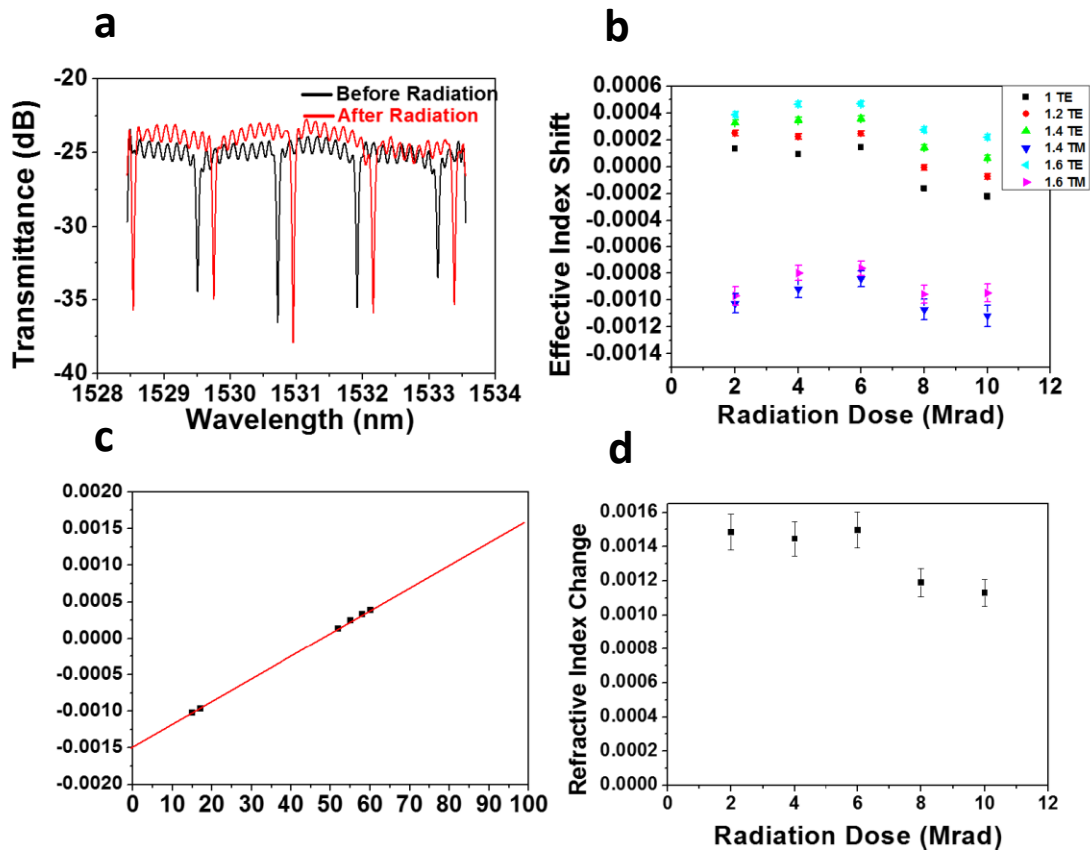 a
-20
-25
-30
-35
-40
Transmittance (dB)
Before Radiation
After Radiation
1528 1529 1530 1531 1532 1533 1534
Wavelength (nm)
b
0.0006
0.0004
0.0002
0.0000
-0.0002
-0.0004
-0.0006
-0.0008
-0.0010
-0.0012
-0.0014
Effective Index Shift
1 TE
1.2 TE
1.4 TE
1.4 TM
1.6 TE
1.6 TM
0 2 4 6 8 10 12
Radiation Dose (Mrad)
c
0.0020
0.0015
0.0010
0.0005
0.0000
-0.0005
-0.0010
-0.0015
-0.0020
0 10 20 30 40 50 60 70 80 90 100
d
0.0016
0.0014
0.0012
0.0010
0.0008
0.0006
0.0004
0.0002
0.0000
Refractive Index Change
0 2 4 6 8 10 12
Radiation Dose (Mrad)